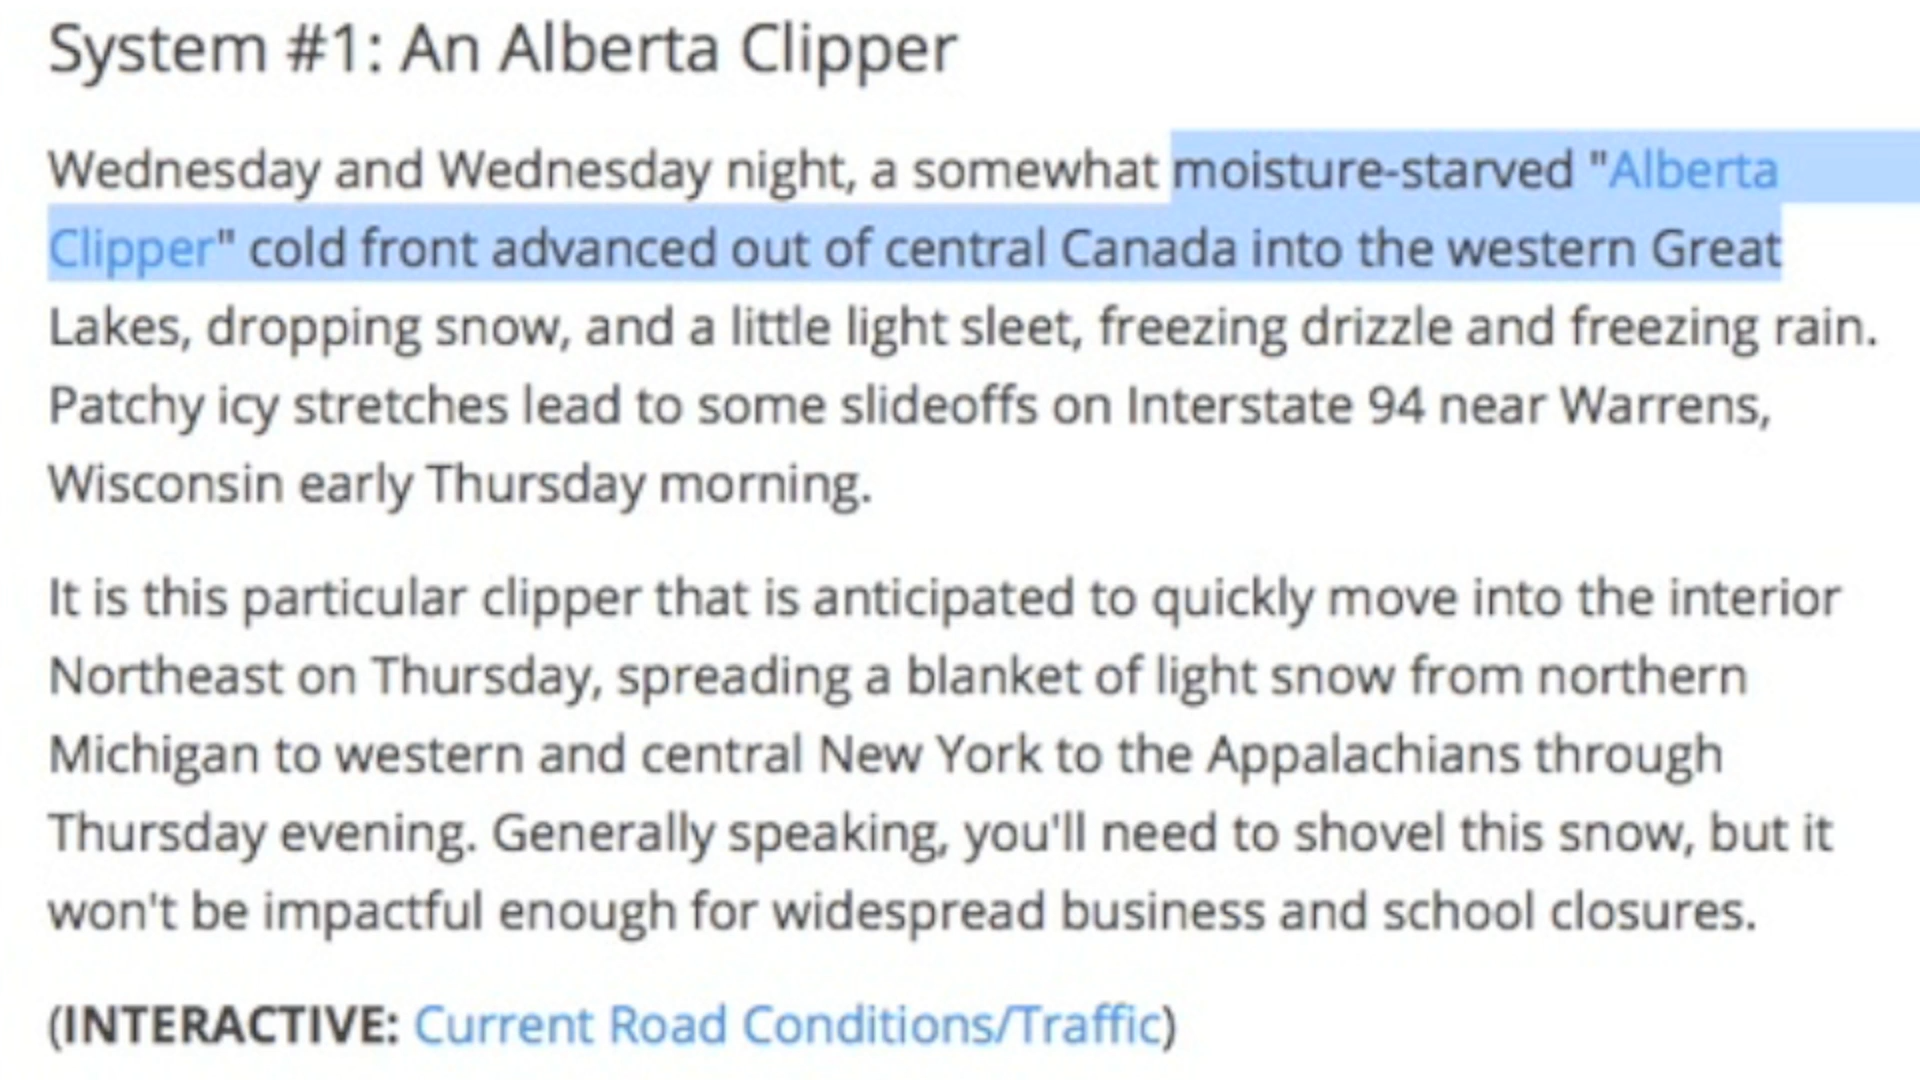 System #1: An Alberta Clipper
Wednesday and Wednesday night, a somewhat moisture-starved "Alberta
Clipper" cold front advanced out of central Canada into the western Great
Lakes, dropping snow, and a little light sleet, freezing drizzle and freezing rain.
Patchy icy stretches lead to some slideoffs on Interstate 94 near Warrens,
Wisconsin early Thursday morning.
It is this particular clipper that is anticipated to quickly move into the interior
Northeast on Thursday, spreading a blanket of light snow from northern
Michigan to western and central New York to the Appalachians through
Thursday evening. Generally speaking, you'll need to shovel this snow, but it
won't be impactful enough for widespread business and school closures.
(INTERACTIVE: Current Road Conditions/Traffic)